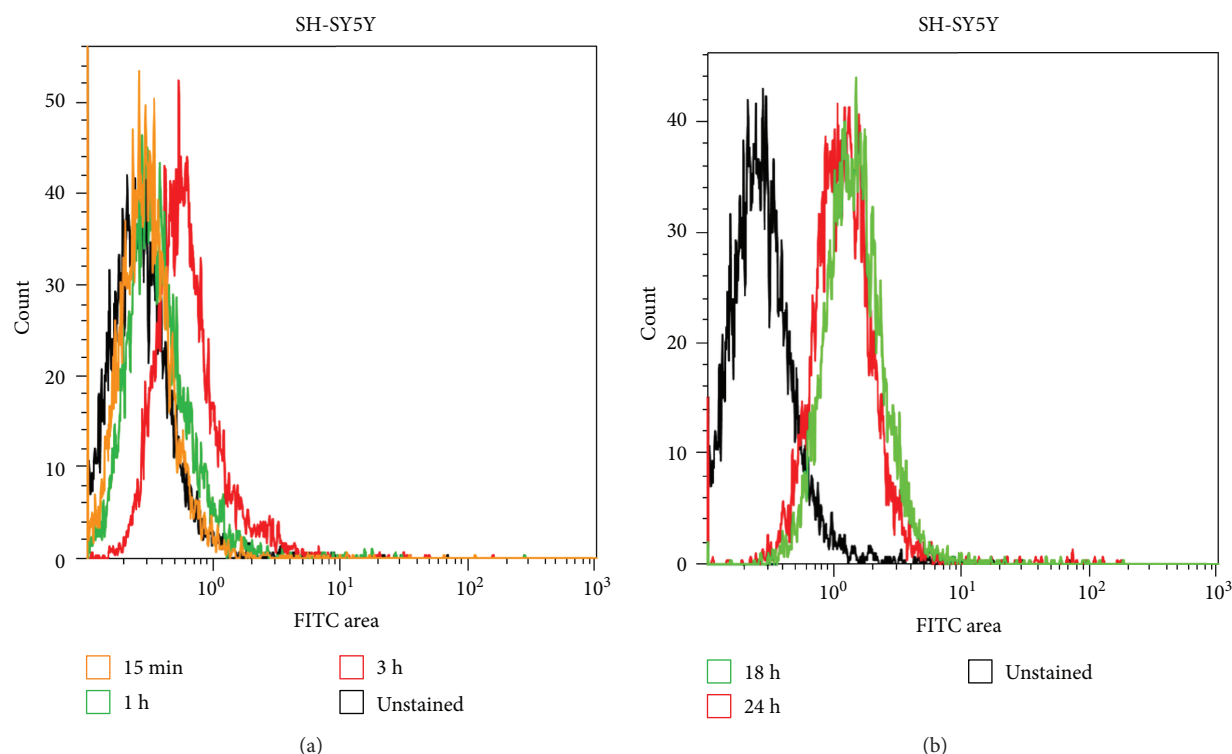 SH-SY5Y
50
40
30
20
10
0
Count
10⁰
10¹
10²
10³
FITC area
15 min
3 h
1 h
Unstained
(a)
SH-SY5Y
40
30
20
10
0
Count
10⁰
10¹
10²
10³
FITC area
18 h
Unstained
24 h
(b)